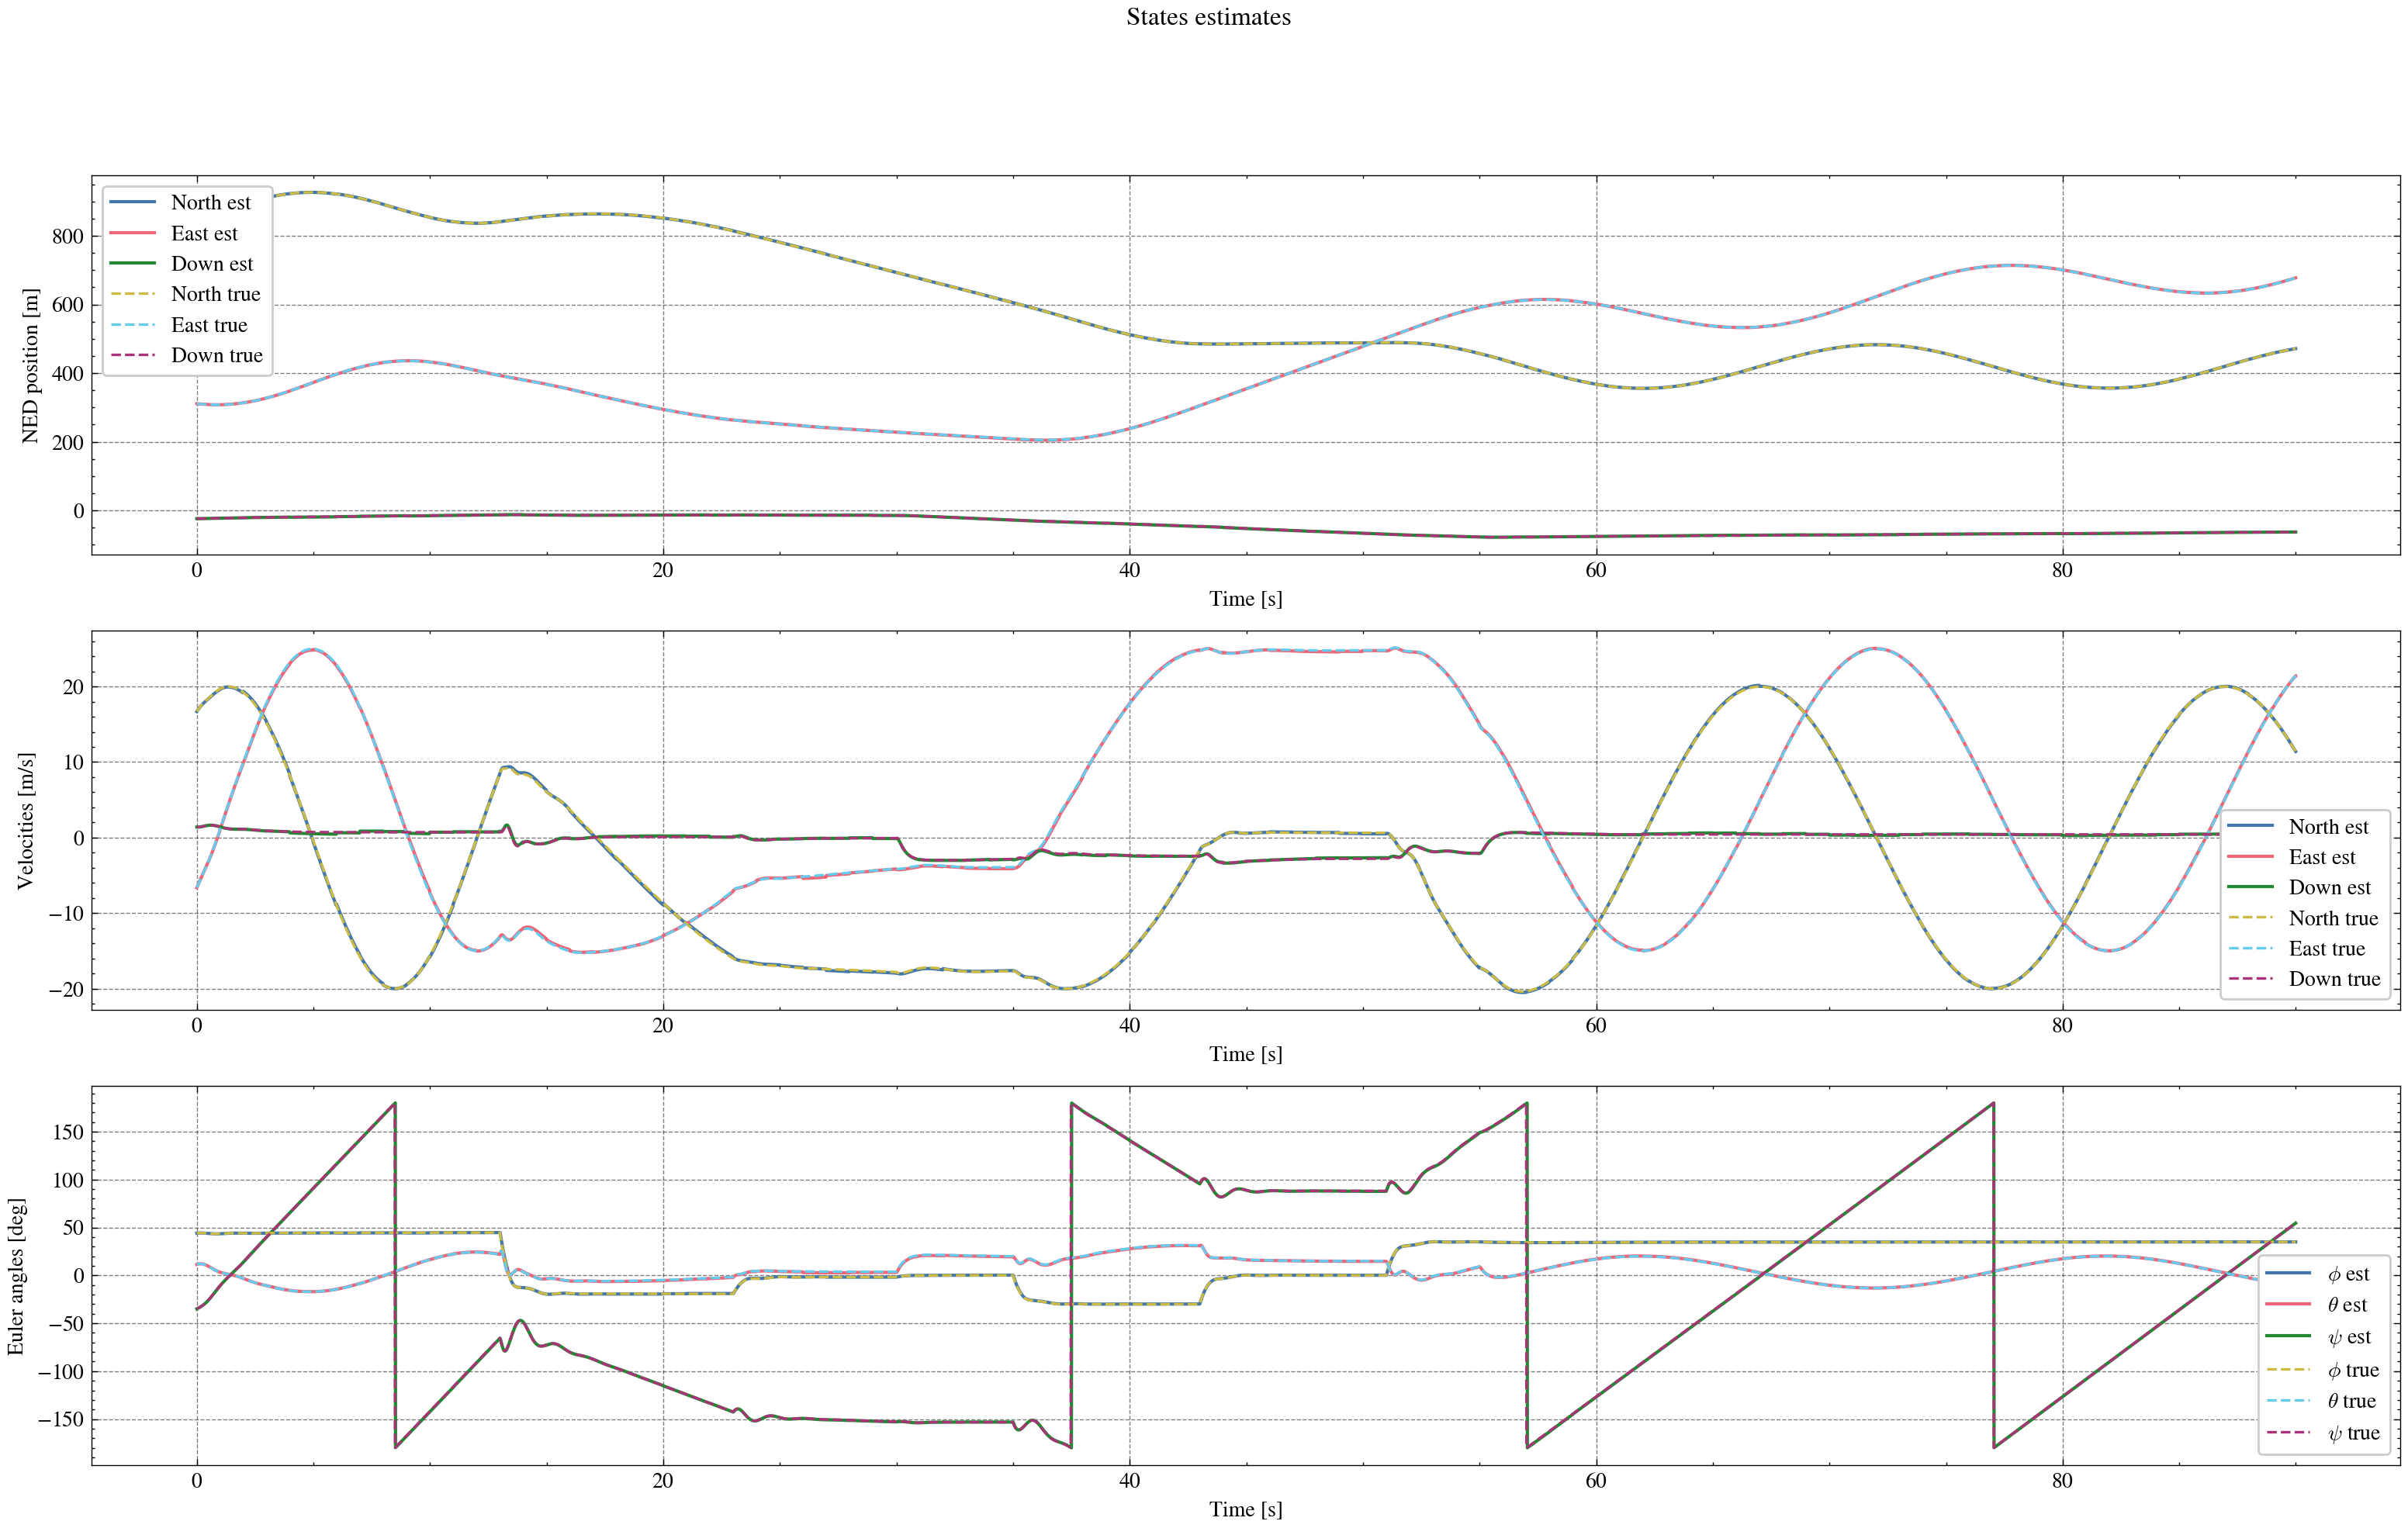 States estimates
NED position [m]
800
600
400
200
0
North est
East est
Down est
North true
East true
Down true
0 20 40 60 80
Time [s]
Velocities [m/s]
20
10
0
−10
−20
North est
East est
Down est
North true
East true
Down true
0 20 40 60 80
Time [s]
Euler angles [deg]
150
100
50
0
−50
−100
−150
ϕ est
θ est
ψ est
ϕ true
θ true
ψ true
0 20 40 60 80
Time [s]